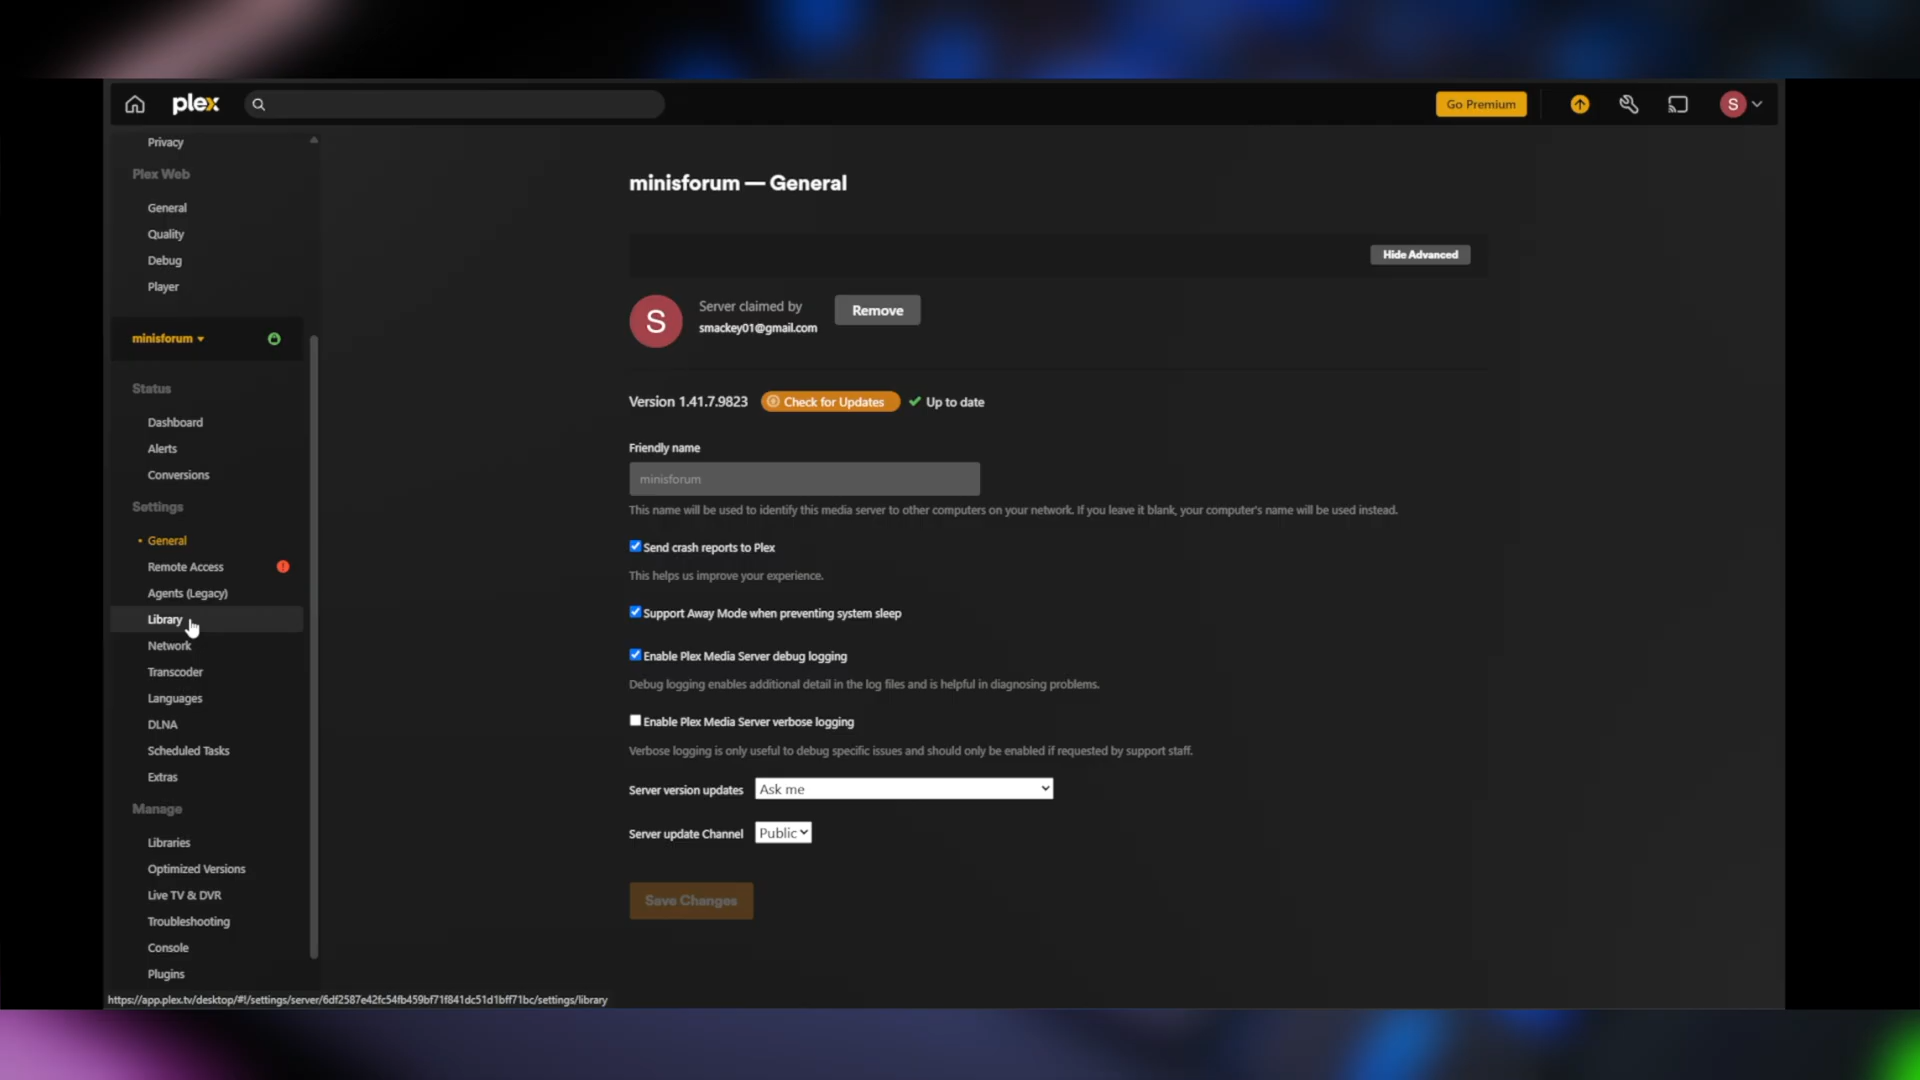 plex
Go Premium
S
Privacy
Plex Web
General
Quality
Debug
Player
minisforum
Status
Dashboard
Alerts
Conversions
Settings
General
Remote Access
Agents (Legacy)
Library
Network
Transcoder
Languages
DLNA
Scheduled Tasks
Extras
Manage
Libraries
Optimized Versions
Live TV & DVR
Troubleshooting
Console
Plugins
minisforum — General
Hide Advanced
S
Server claimed by
smackey01@gmail.com
Remove
Version 1.41.7.9823
Check for Updates
Up to date
Friendly name
minisforum
This name will be used to identify this media server to other computers on your network. If you leave it blank, your computer's name will be used instead.
Send crash reports to Plex
This helps us improve your experience.
Support Away Mode when preventing system sleep
Enable Plex Media Server debug logging
Debug logging enables additional detail in the log files and is helpful in diagnosing problems.
Enable Plex Media Server verbose logging
Verbose logging is only useful to debug specific issues and should only be enabled if requested by support staff.
Server version updates Ask me
Server update Channel Public
Save Changes
https://app.plex.tv/desktop/#!/settings/server/6df2587e42fc54fb459bf71f841dc51d1bff71bc/settings/library